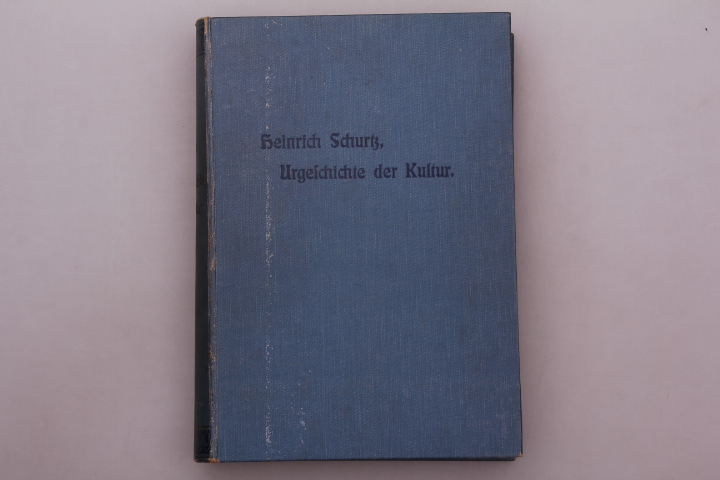 Heinrich Schurtz,
Urgeſchichte der Kultur.